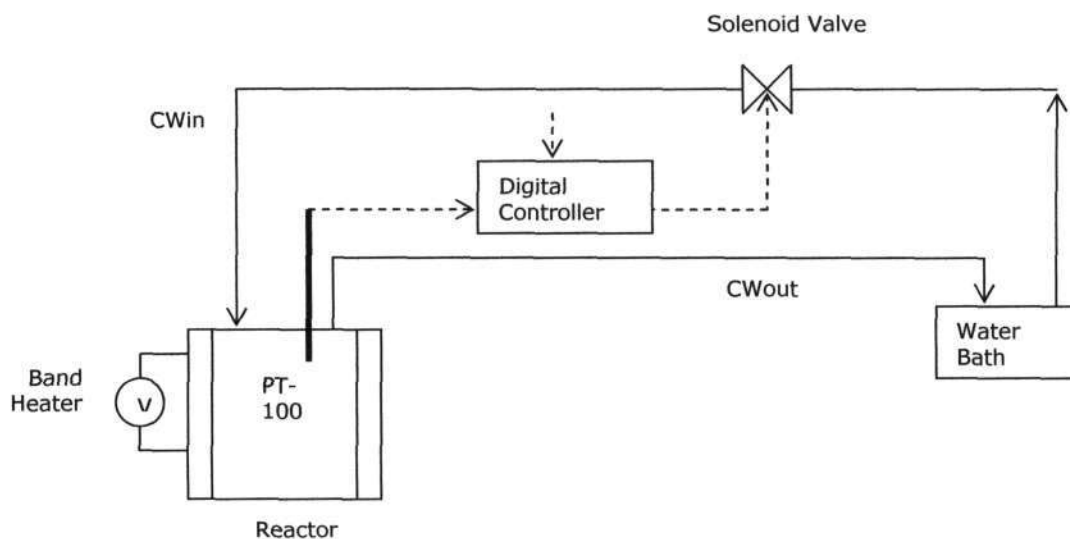 Solenoid Valve
CWin
Digital
Controller
CWout
Water
Bath
Band
Heater
V
PT-
100
Reactor